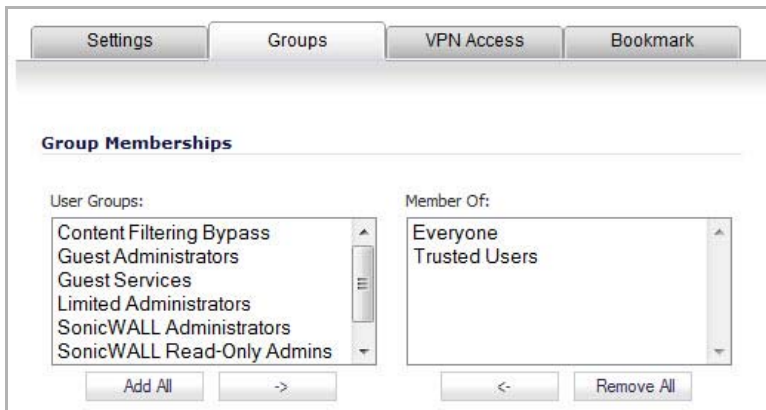 Settings Groups VPN Access Bookmark
Group Memberships
User Groups: Member Of:
Content Filtering Bypass Everyone
Guest Administrators Trusted Users
Guest Services
Limited Administrators
SonicWALL Administrators
SonicWALL Read-Only Admins
Add All -> <- Remove All